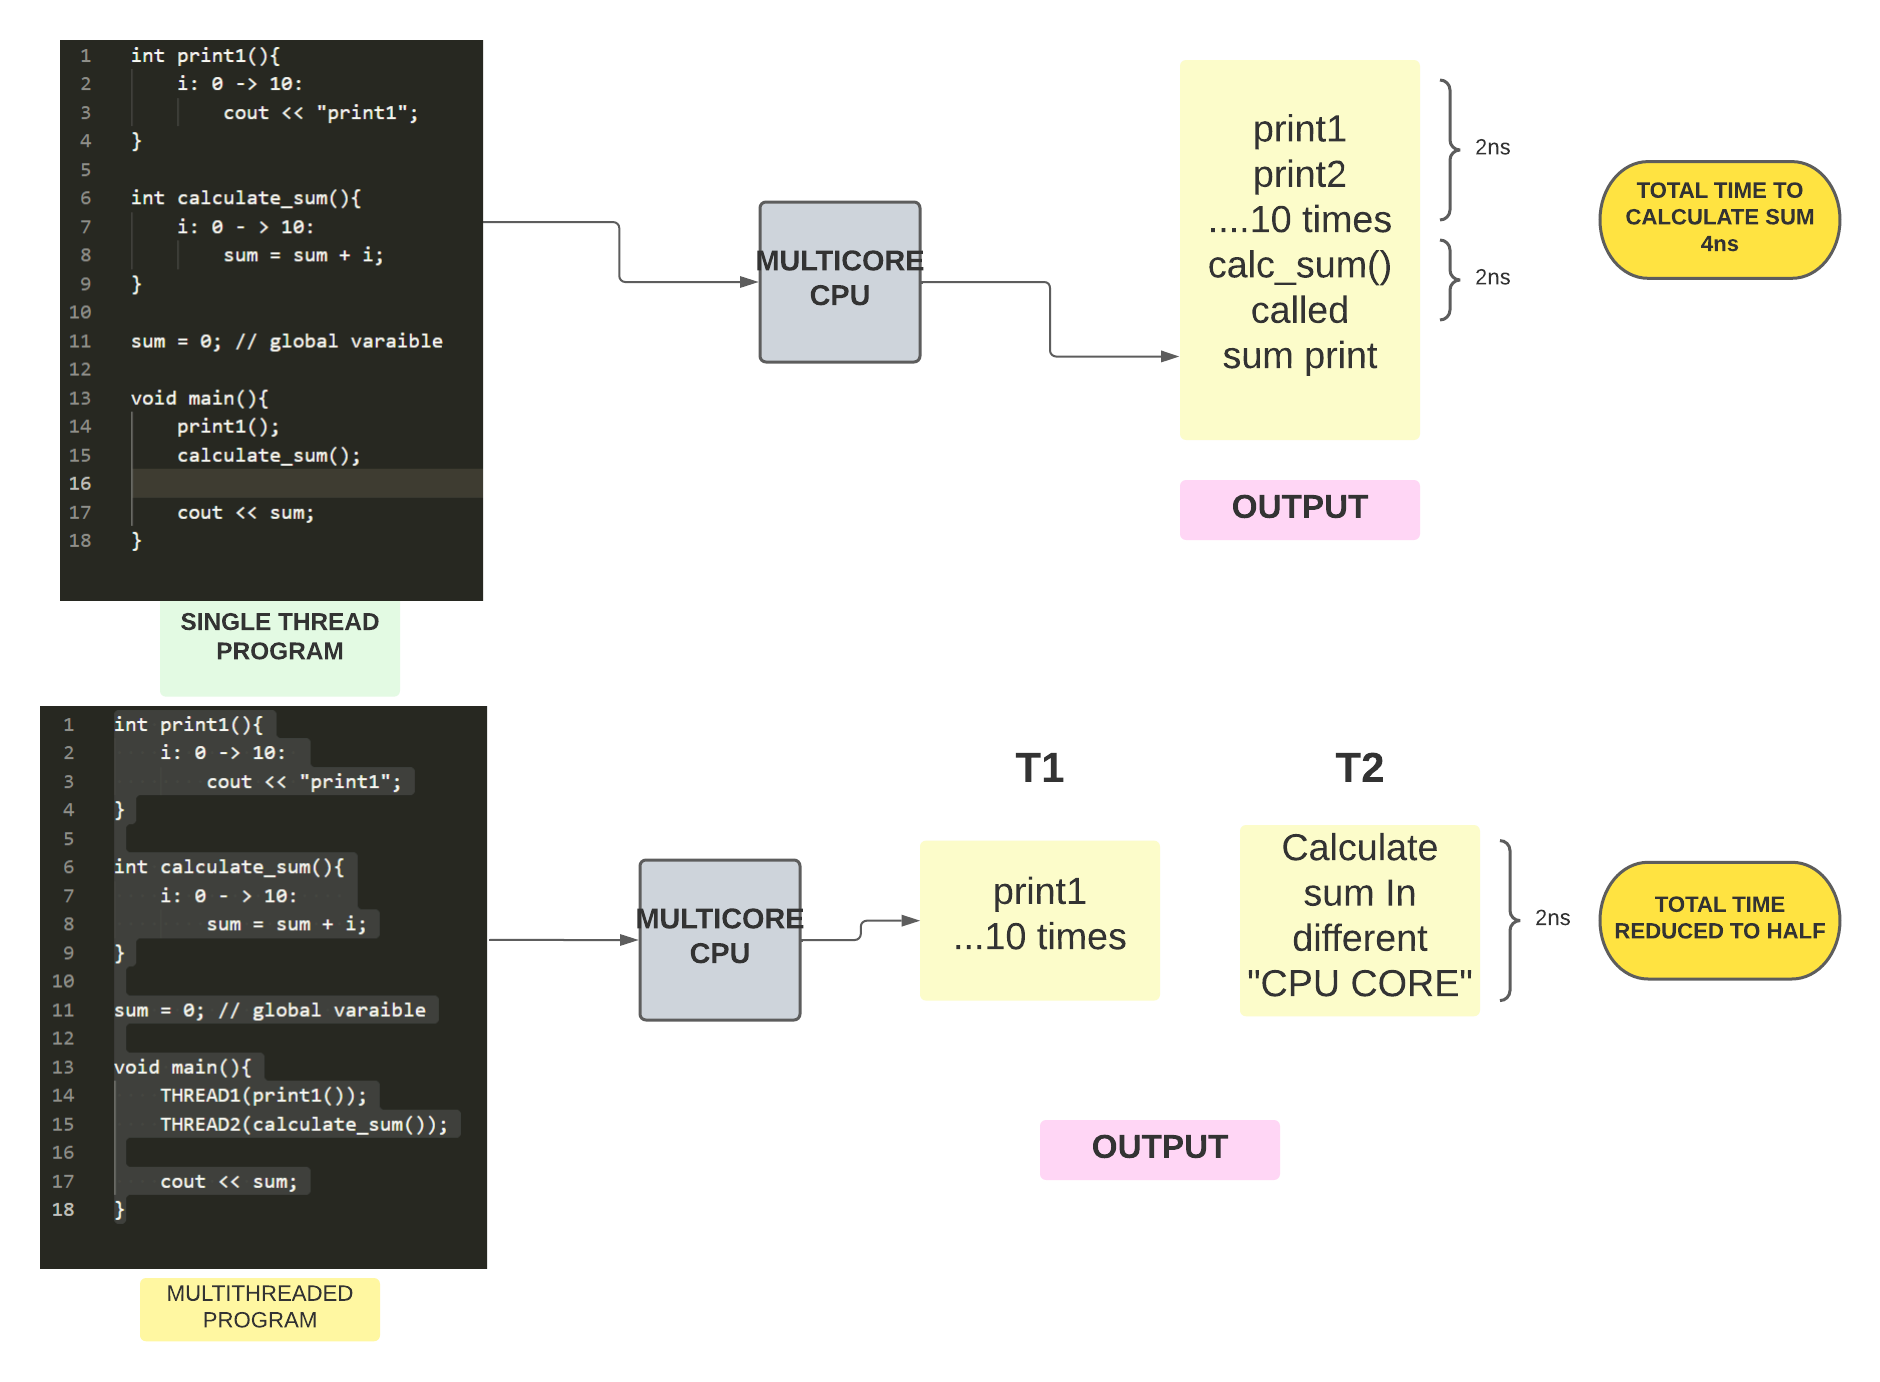 1 int print1(){
2 i: 0 -> 10:
3 cout << "print1";
4 }
5
6 int calculate_sum(){
7 i: 0 - > 10:
8 sum = sum + i;
9 }
10
11 sum = 0; // global varaible
12
13 void main(){
14 print1();
15 calculate_sum();
16
17 cout << sum;
18 }
SINGLE THREAD
PROGRAM
MULTICORE
CPU
print1
print2
....10 times
calc_sum()
called
sum print
2ns
2ns
TOTAL TIME TO
CALCULATE SUM
4ns
OUTPUT
1 int print1(){
2 i: 0 -> 10:
3 cout << "print1";
4 }
5
6 int calculate_sum(){
7 i: 0 - > 10:
8 sum = sum + i;
9 }
10
11 sum = 0; // global varaible
12
13 void main(){
14 THREAD1(print1());
15 THREAD2(calculate_sum());
16
17 cout << sum;
18 }
MULTITHREADED
PROGRAM
MULTICORE
CPU
T1
print1
...10 times
T2
Calculate
sum In
different
"CPU CORE"
2ns
TOTAL TIME
REDUCED TO HALF
OUTPUT